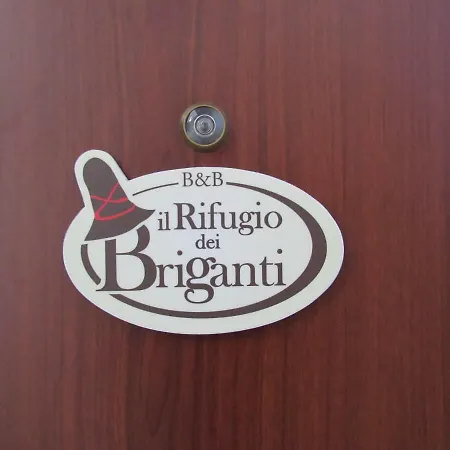 B&B
il Rifugio
dei
Briganti